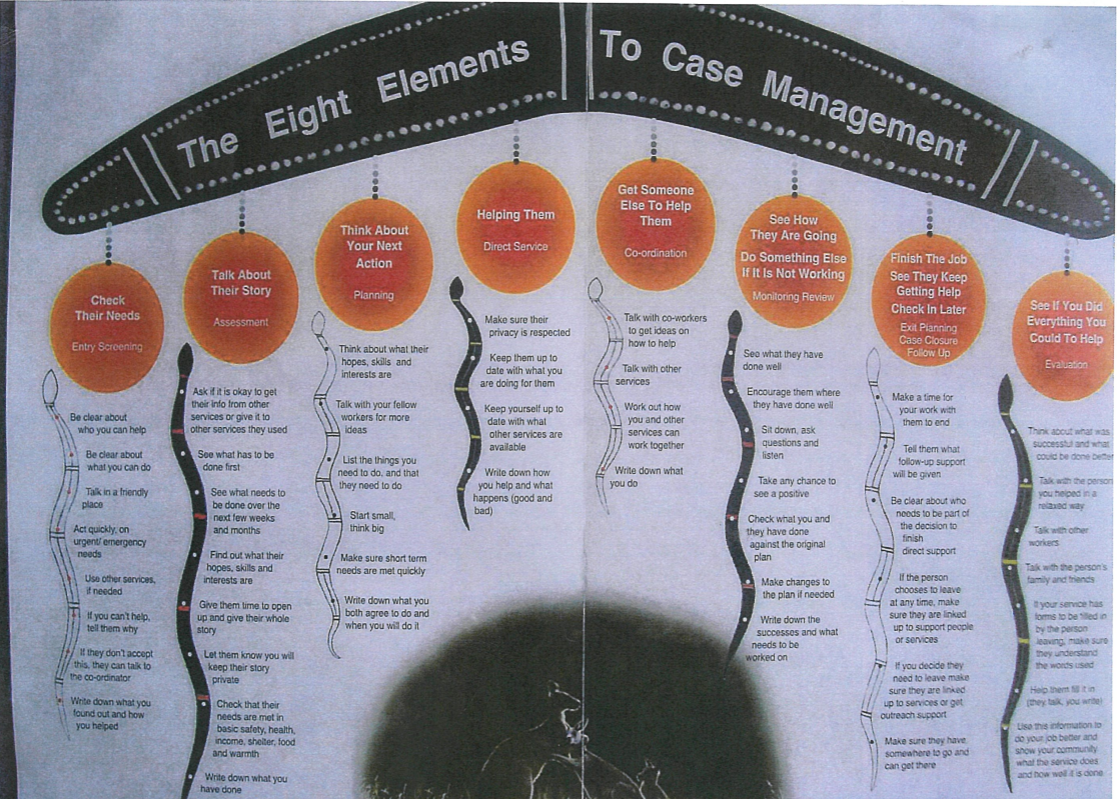 The Eight Elements To Case Management
Check
Their Needs
Entry Screening
Be clear about
who you can help
Be clear about
what you can do
Talk in a friendly
place
Act quickly, on
urgent/ emergency
needs
Use other services,
if needed
If you can't help,
tell them why
If they don't accept
this, they can talk to
the co-ordinator
Write down what you
found out and how
you helped
Talk About
Their Story
Assessment
Ask if it is okay to get
their info from other
services or give it to
other services they used
See what has to be
done first
See what needs to
be done over the
next few weeks
and months
Find out what their
hopes, skills and
interests are
Give them time to open
up and give their whole
story
Let them know you will
keep their story
private
Check that their
needs are met in
basic safety, health,
income, shelter, food
and warmth
Write down what you
have done
Think About
Your Next
Action
Planning
Think about what their
hopes, skills and
interests are
Talk with your fellow
workers for more
ideas
List the things you
need to do, and that
they need to do
Start small,
think big
Make sure short term
needs are met quickly
Write down what you
both agree to do and
when you will do it
Helping Them
Direct Service
Make sure their
privacy is respected
Keep them up to
date with what you
are doing for them
Keep yourself up to
date with what
other services are
available
Write down how
you help and what
happens (good and
bad)
Get Someone
Else To Help
Them
Co-ordination
Talk with co-workers
to get ideas on
how to help
Talk with other
services
Work out how
you and other
services can
work together
Write down what
you do
See How
They Are Going
Do Something Else
If It Is Not Working
Monitoring Review
See what they have
done well
Encourage them where
they have done well
Sit down, ask
questions and
listen
Take any chance to
see a positive
Check what you and
they have done
against the original
plan
Make changes to
the plan if needed
Write down the
successes and what
needs to be
worked on
Finish The Job
See They Keep
Getting Help
Check In Later
Exit Planning
Case Closure
Follow Up
Make a time for
your work with
them to end
Tell them what
follow-up support
will be given
Be clear about who
needs to be part of
the decision to
finish
direct support
If the person
chooses to leave
at any time, make
sure they are linked
up to support people
or services
If you decide they
need to leave make
sure they are linked
up to services or get
outreach support
Make sure they have
somewhere to go and
can get there
See If You Did
Everything You
Could To Help
Evaluation
Think about what was
successful and what
could be done better
Talk with the person
you helped in a
relaxed way
Talk with other
workers
Talk with the person's
family and friends
If your service has
forms to be filled in
by the person
leaving, make sure
they understand
the words used
Help them fill it in
(they talk, you write)
Use this information to
do your job better and
show your community
what the service does
and how well it is done